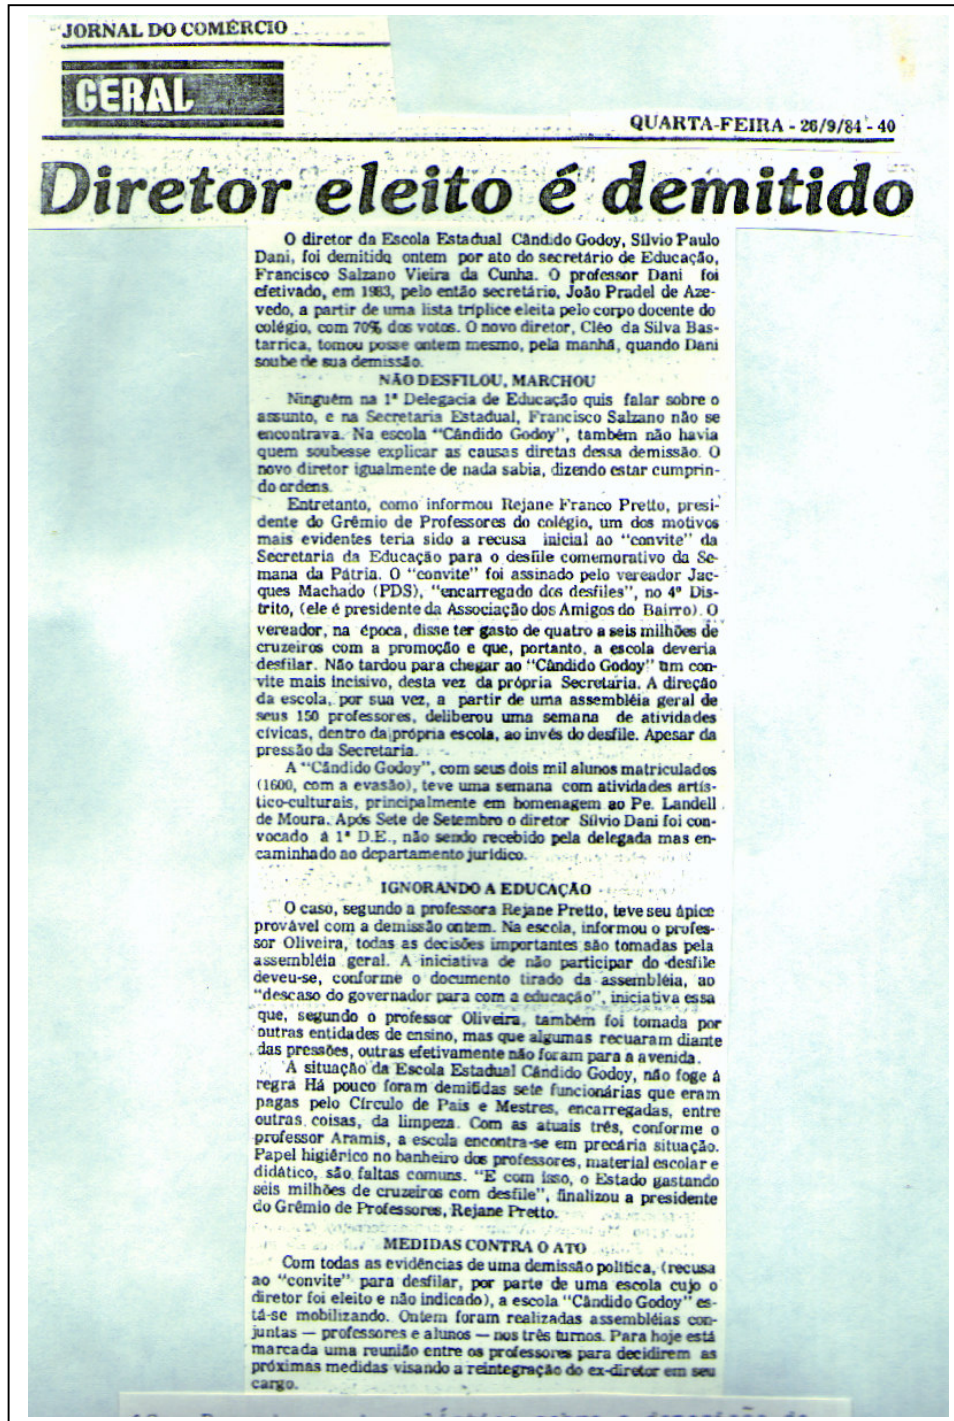 JORNAL DO COMÉRCIO
GERAL
QUARTA-FEIRA - 26/9/84 - 40
Diretor eleito é demitido
O diretor da Escola Estadual Cândido Godoy, Sílvio Paulo
Dani, foi demitido ontem por ato do secretário de Educação,
Francisco Salzano Vieira da Cunha. O professor Dani foi
efetivado, em 1983, pelo então secretário, João Pradel de Aze-
vedo, a partir de uma lista tríplice eleita pelo corpo docente do
colégio, com 70% dos votos. O novo diretor, Cléo da Silva Bas-
tarrica, tomou posse ontem mesmo, pela manhã, quando Dani
soube de sua demissão.
NÃO DESFILOU, MARCHOU
Ninguém na 1ª Delegacia de Educação quis falar sobre o
assunto, e na Secretaria Estadual, Francisco Salzano não se
encontrava. Na escola "Cândido Godoy", também não havia
quem soubesse explicar as causas diretas dessa demissão. O
novo diretor igualmente de nada sabia, dizendo estar cumprin-
do ordens.
Entretanto, como informou Rejane Franco Pretto, presi-
dente do Grêmio de Professores do colégio, um dos motivos
mais evidentes teria sido a recusa inicial ao "convite" da
Secretaria da Educação para o desfile comemorativo da Se-
mana da Pátria. O "convite" foi assinado pelo vereador Jac-
ques Machado (PDS), "encarregado dos desfiles", no 4º Dis-
trito, (ele é presidente da Associação dos Amigos do Bairro). O
vereador, na época, disse ter gasto de quatro a seis milhões de
cruzeiros com a promoção e que, portanto, a escola deveria
desfilar. Não tardou para chegar ao "Cândido Godoy" um con-
vite mais incisivo, desta vez da própria Secretaria. A direção
da escola, por sua vez, a partir de uma assembléia geral de
seus 150 professores, deliberou uma semana de atividades
cívicas, dentro da própria escola, ao invés do desfile. Apesar da
pressão da Secretaria.
A "Cândido Godoy", com seus dois mil alunos matriculados
(1600, com a evasão), teve uma semana com atividades artís-
tico-culturais, principalmente em homenagem ao Pe. Landell
de Moura. Após Sete de Setembro o diretor Sílvio Dani foi con-
vocado à 1ª D.E., não sendo recebido pela delegada mas en-
caminhado ao departamento jurídico.
IGNORANDO A EDUCAÇÃO
O caso, segundo a professora Rejane Pretto, teve seu ápice
provável com a demissão ontem. Na escola, informou o profes-
sor Oliveira, todas as decisões importantes são tomadas pela
assembléia geral. A iniciativa de não participar do desfile
deveu-se, conforme o documento tirado da assembléia, ao
"descaso do governador para com a educação", iniciativa essa
que, segundo o professor Oliveira, também foi tomada por
outras entidades de ensino, mas que algumas recuaram diante
das pressões, outras efetivamente não foram para a avenida.
A situação da Escola Estadual Cândido Godoy, não foge à
regra Há pouco foram demitidas sete funcionárias que eram
pagas pelo Círculo de Pais e Mestres, encarregadas, entre
outras coisas, da limpeza. Com as atuais três, conforme o
professor Aramis, a escola encontra-se em precária situação.
Papel higiênico no banheiro dos professores, material escolar e
didático, são faltas comuns. "E com isso, o Estado gastando
seis milhões de cruzeiros com desfile", finalizou a presidente
do Grêmio de Professores, Rejane Pretto.
MEDIDAS CONTRA O ATO
Com todas as evidências de uma demissão política, (recusa
ao "convite" para desfilar, por parte de uma escola cujo o
diretor foi eleito e não indicado), a escola "Cândido Godoy" es-
tá-se mobilizando. Ontem foram realizadas assembléias con-
juntas — professores e alunos — nos três turnos. Para hoje está
marcada uma reunião entre os professores para decidirem as
próximas medidas visando a reintegração do ex-diretor em seu
cargo.